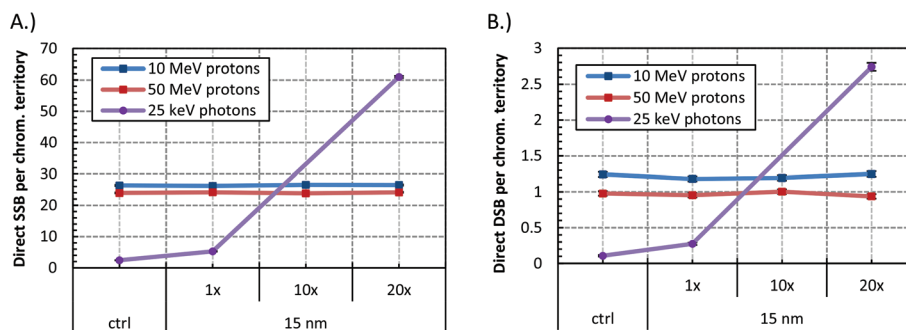 A.)
Direct SSB per chrom. territory
70
60
50
40
30
20
10
0
10 MeV protons
50 MeV protons
25 keV photons
1x 10x 20x
ctrl 15 nm
B.)
Direct DSB per chrom. territory
3
2.5
2
1.5
1
0.5
0
10 MeV protons
50 MeV protons
25 keV photons
1x 10x 20x
ctrl 15 nm